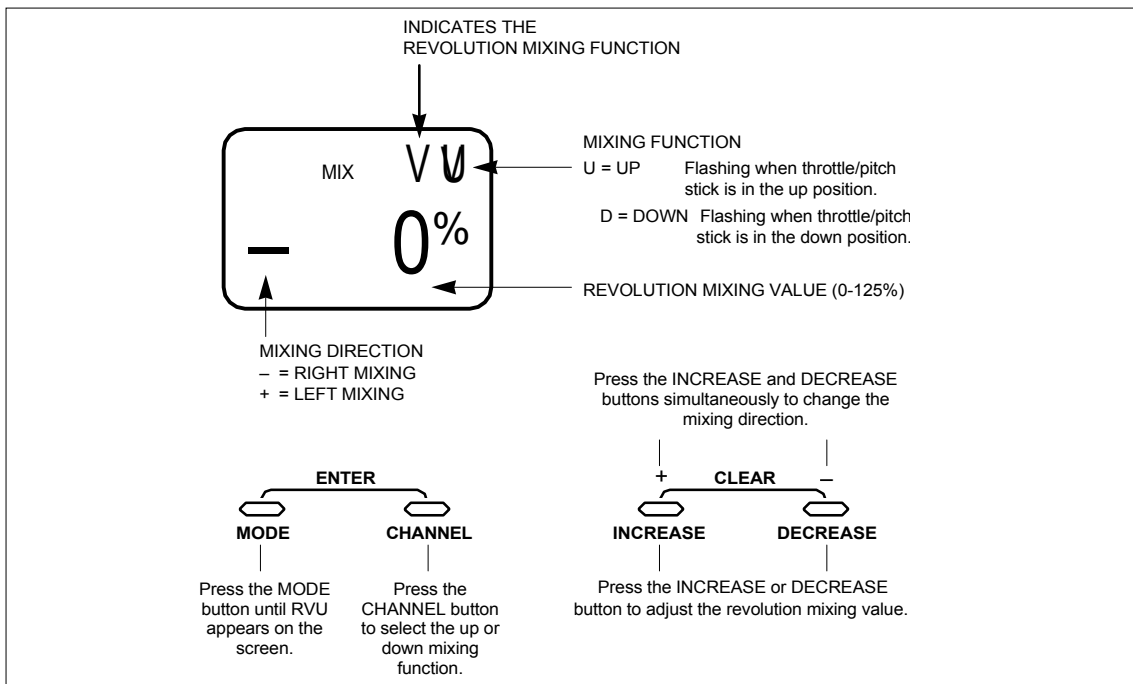 INDICATES THE
REVOLUTION MIXING FUNCTION
MIX
V U
0%
–
MIXING FUNCTION
U = UP Flashing when throttle/pitch
stick is in the up position.
D = DOWN Flashing when throttle/pitch
stick is in the down position.
REVOLUTION MIXING VALUE (0-125%)
MIXING DIRECTION
– = RIGHT MIXING
+ = LEFT MIXING
Press the INCREASE and DECREASE
buttons simultaneously to change the
mixing direction.
ENTER
MODE
CHANNEL
+ CLEAR –
INCREASE
DECREASE
Press the MODE
button until RVU
appears on the
screen.
Press the
CHANNEL button
to select the up or
down mixing
function.
Press the INCREASE or DECREASE
button to adjust the revolution mixing value.